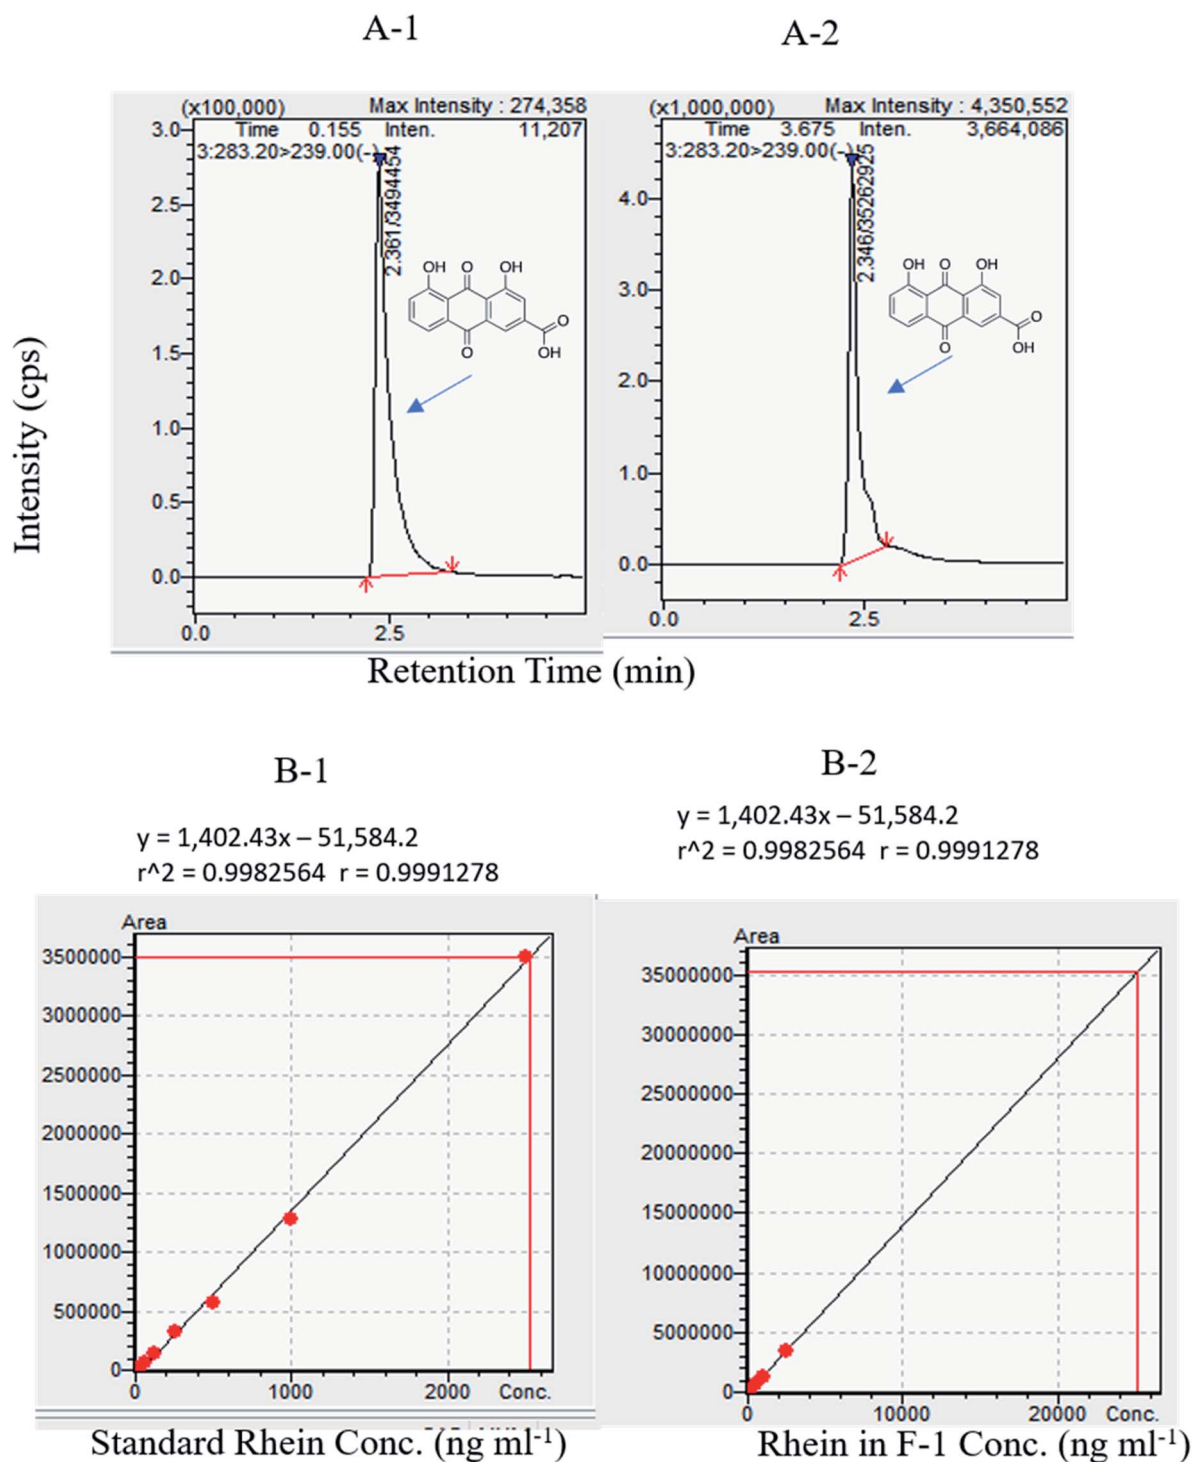 A-1
A-2
(x100,000) Max Intensity : 274,358
Time 0.155 Inten. 11,207
3:283.20>239.00(-)
2.361/3494454
3.0
2.5
2.0
1.5
1.0
0.5
0.0
0.0 2.5
OH O OH
O
O
OH
(x1,000,000) Max Intensity : 4,350,552
Time 3.675 Inten. 3,664,086
3:283.20>239.00(-)
2.346/35262925
4.0
3.0
2.0
1.0
0.0
0.0 2.5
OH O OH
O
O
OH
Intensity (cps)
Retention Time (min)
B-1
y = 1,402.43x – 51,584.2
r^2 = 0.9982564 r = 0.9991278
Area
3500000
3000000
2500000
2000000
1500000
1000000
500000
0
0 1000 2000 Conc.
Standard Rhein Conc. (ng ml-1)
B-2
y = 1,402.43x – 51,584.2
r^2 = 0.9982564 r = 0.9991278
Area
35000000
30000000
25000000
20000000
15000000
10000000
5000000
0
0 10000 20000 Conc.
Rhein in F-1 Conc. (ng ml-1)